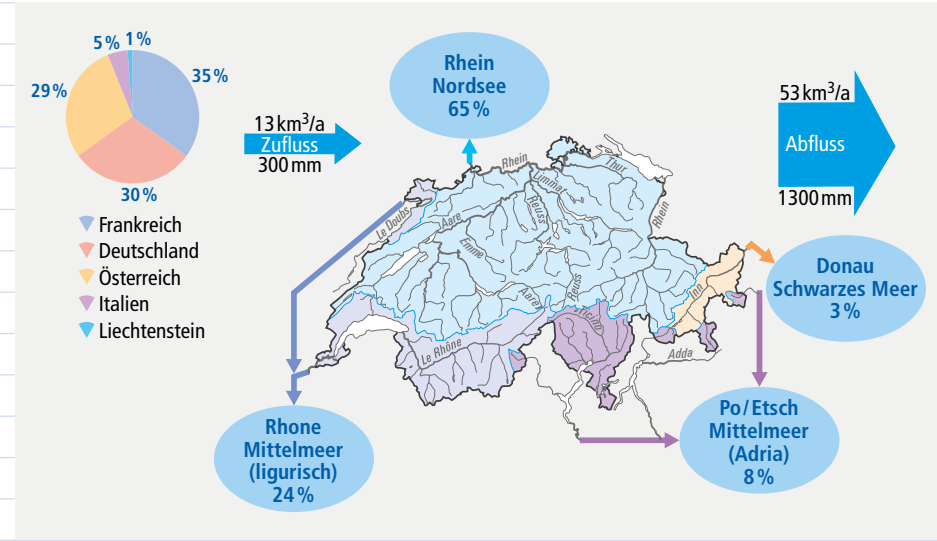 5 %
1 %
35 %
29 %
30 %
Frankreich
Deutschland
Österreich
Italien
Liechtenstein
13 km³/a
Zufluss
300 mm
Rhein
Nordsee
65 %
53 km³/a
Abfluss
1300 mm
Rhein
Thur
Limmat
Le Doubs
Aare
Reuss
Rhein
Emme
Aare
Reuss
Inn
Ticino
Le Rhône
Adda
Donau
Schwarzes Meer
3 %
Rhone
Mittelmeer
(ligurisch)
24 %
Po / Etsch
Mittelmeer
(Adria)
8 %